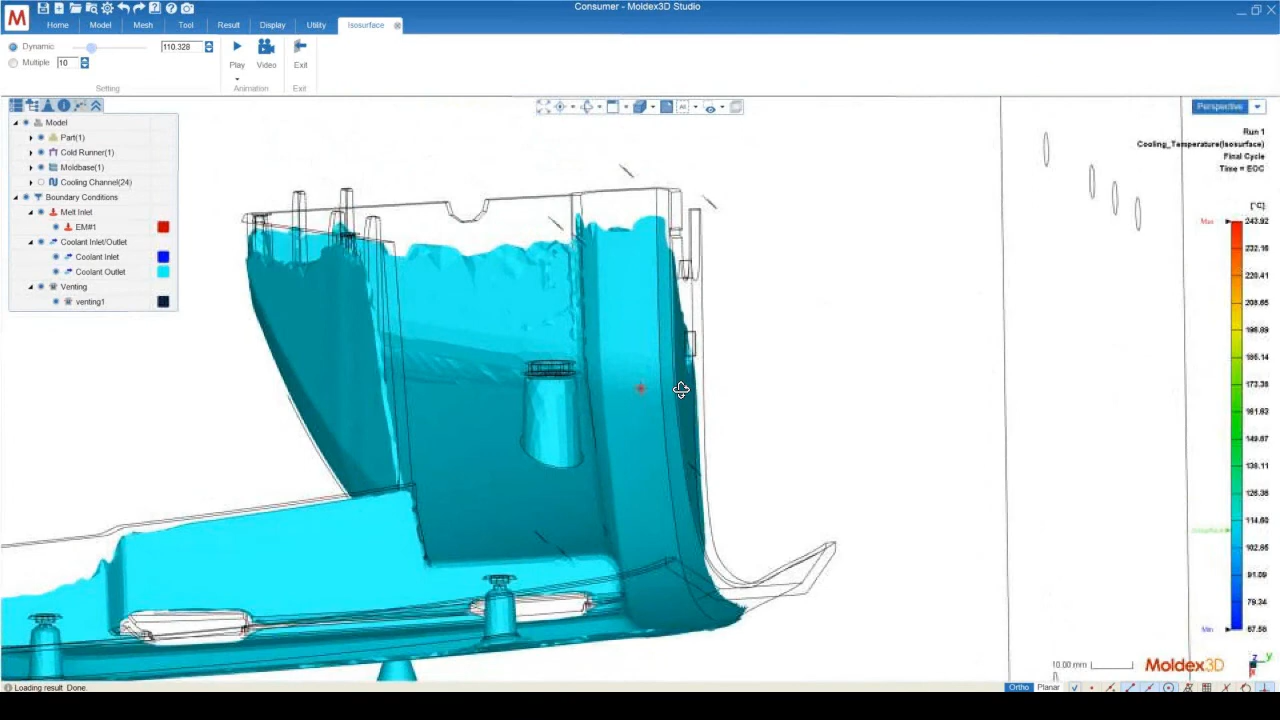 Consumer - Moldex3D Studio
Home Model Mesh Tool Result Display Utility Isosurface
Dynamic 110.328
Multiple 10
Play Video Exit
Setting Animation Exit
Perspective
Model
Part(1)
Cold Runner(1)
Moldbase(1)
Cooling Channel(24)
Boundary Conditions
Melt Inlet
EM#1
Coolant Inlet/Outlet
Coolant Inlet
Coolant Outlet
Venting
venting1
Run 1
Cooling_Temperature(Isosurface)
Final Cycle
Time = EOC
[°C]
Max 243.92
232.16
220.41
208.65
196.89
185.14
173.38
161.62
149.87
138.11
126.36
114.60
102.85
91.09
79.34
Min 67.58
10.00 mm
Moldex3D
Z
Y
Loading result Done.
Ortho Planar